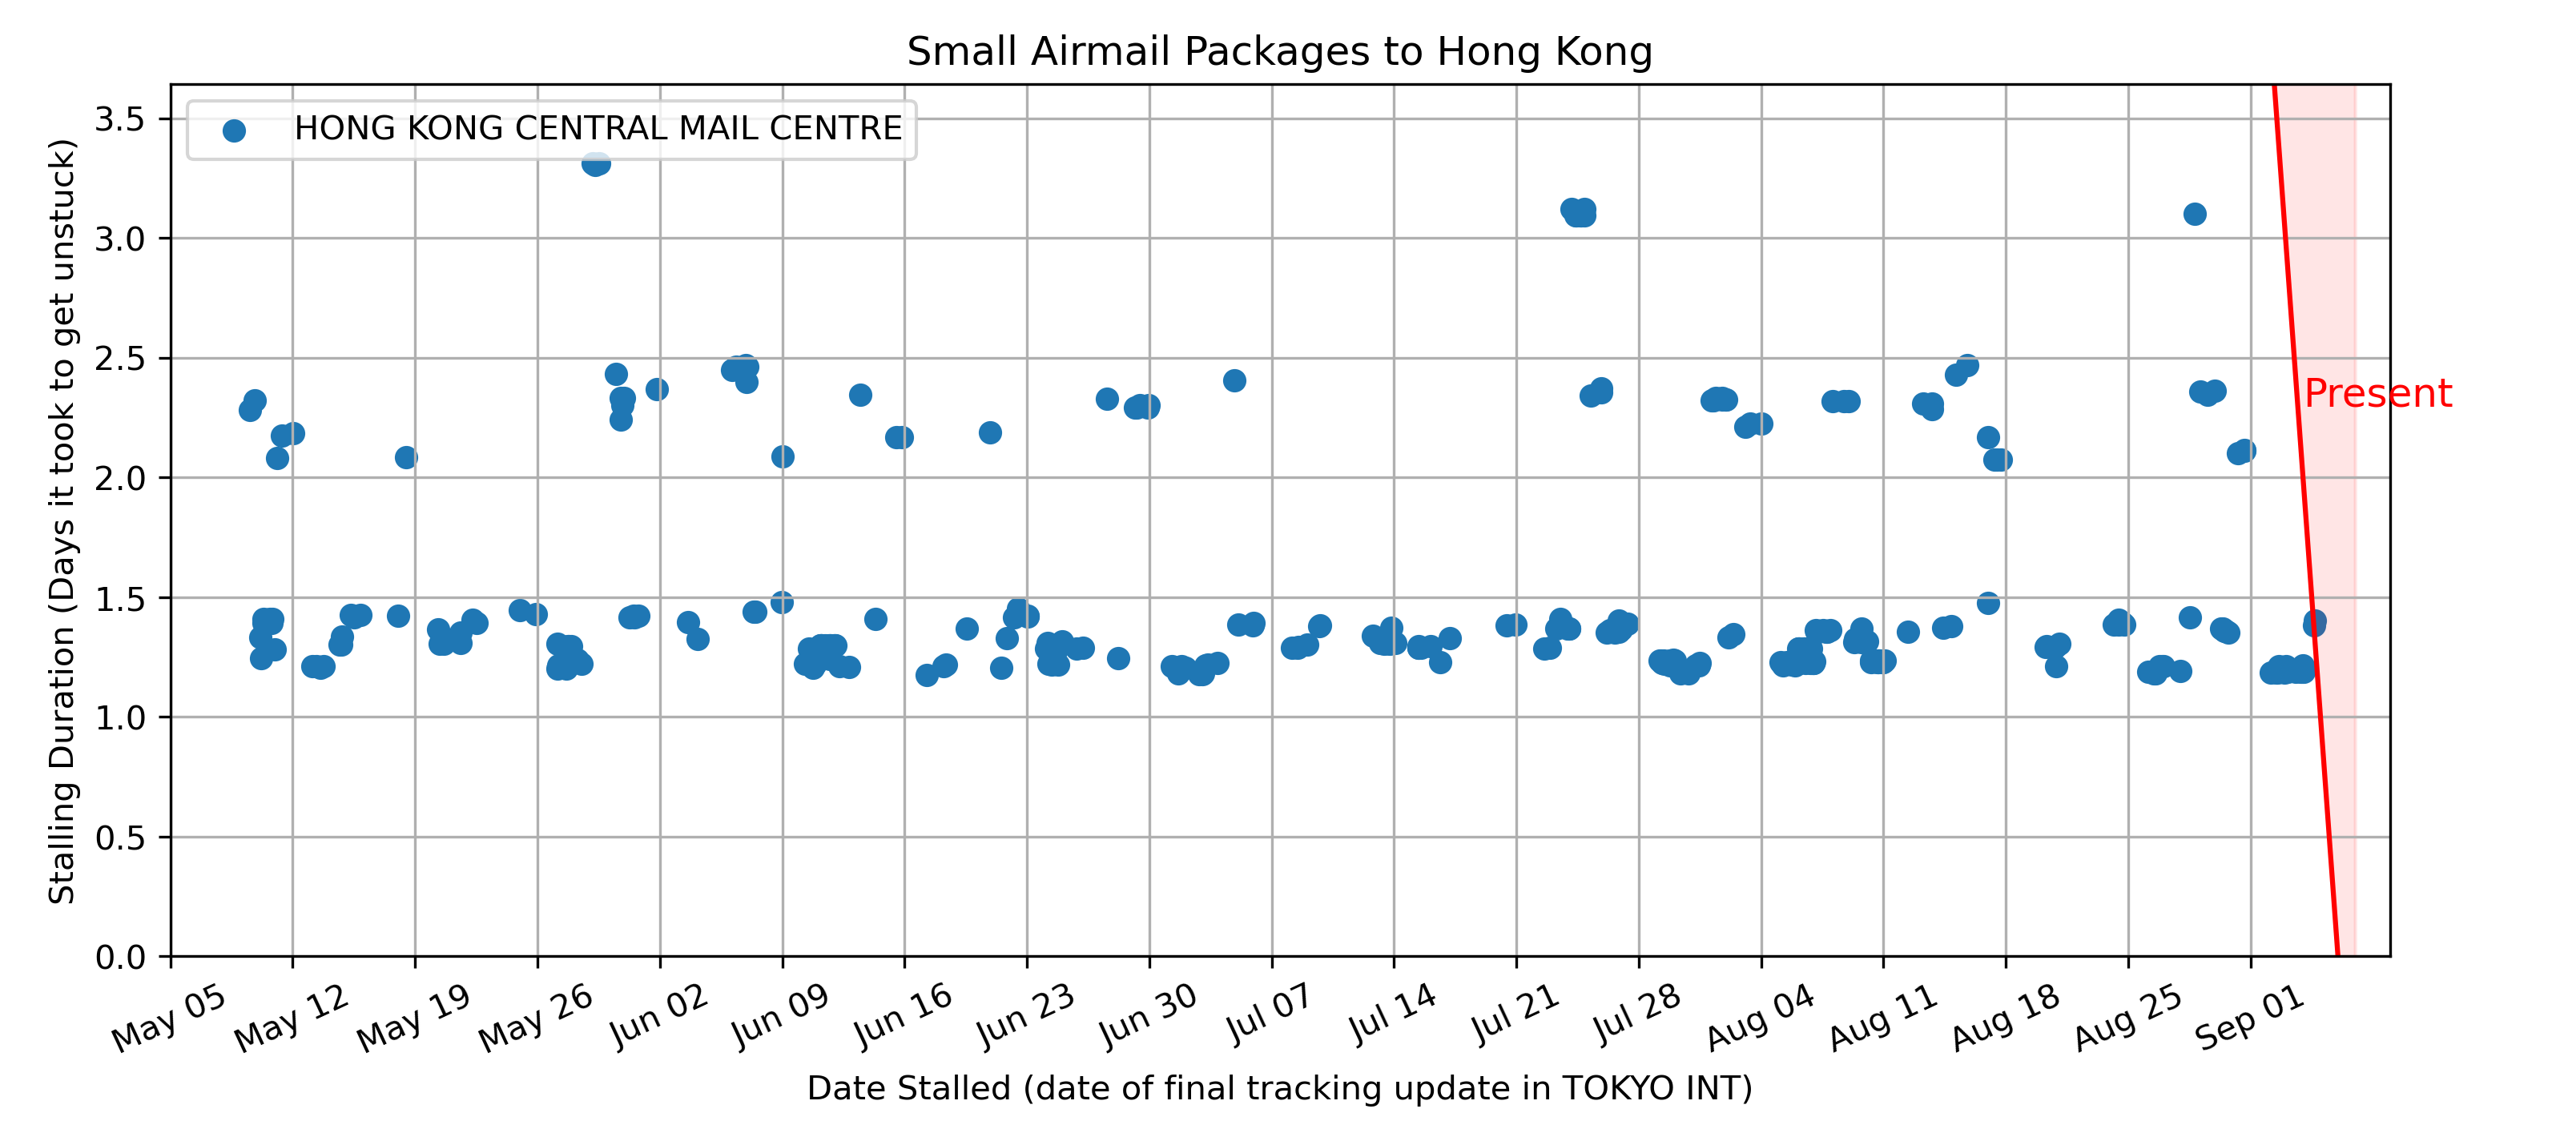 Small Airmail Packages to Hong Kong
HONG KONG CENTRAL MAIL CENTRE
Stalling Duration (Days it took to get unstuck)
3.5
3.0
2.5
2.0
1.5
1.0
0.5
0.0
Present
May 05
May 12
May 19
May 26
Jun 02
Jun 09
Jun 16
Jun 23
Jun 30
Jul 07
Jul 14
Jul 21
Jul 28
Aug 04
Aug 11
Aug 18
Aug 25
Sep 01
Date Stalled (date of final tracking update in TOKYO INT)